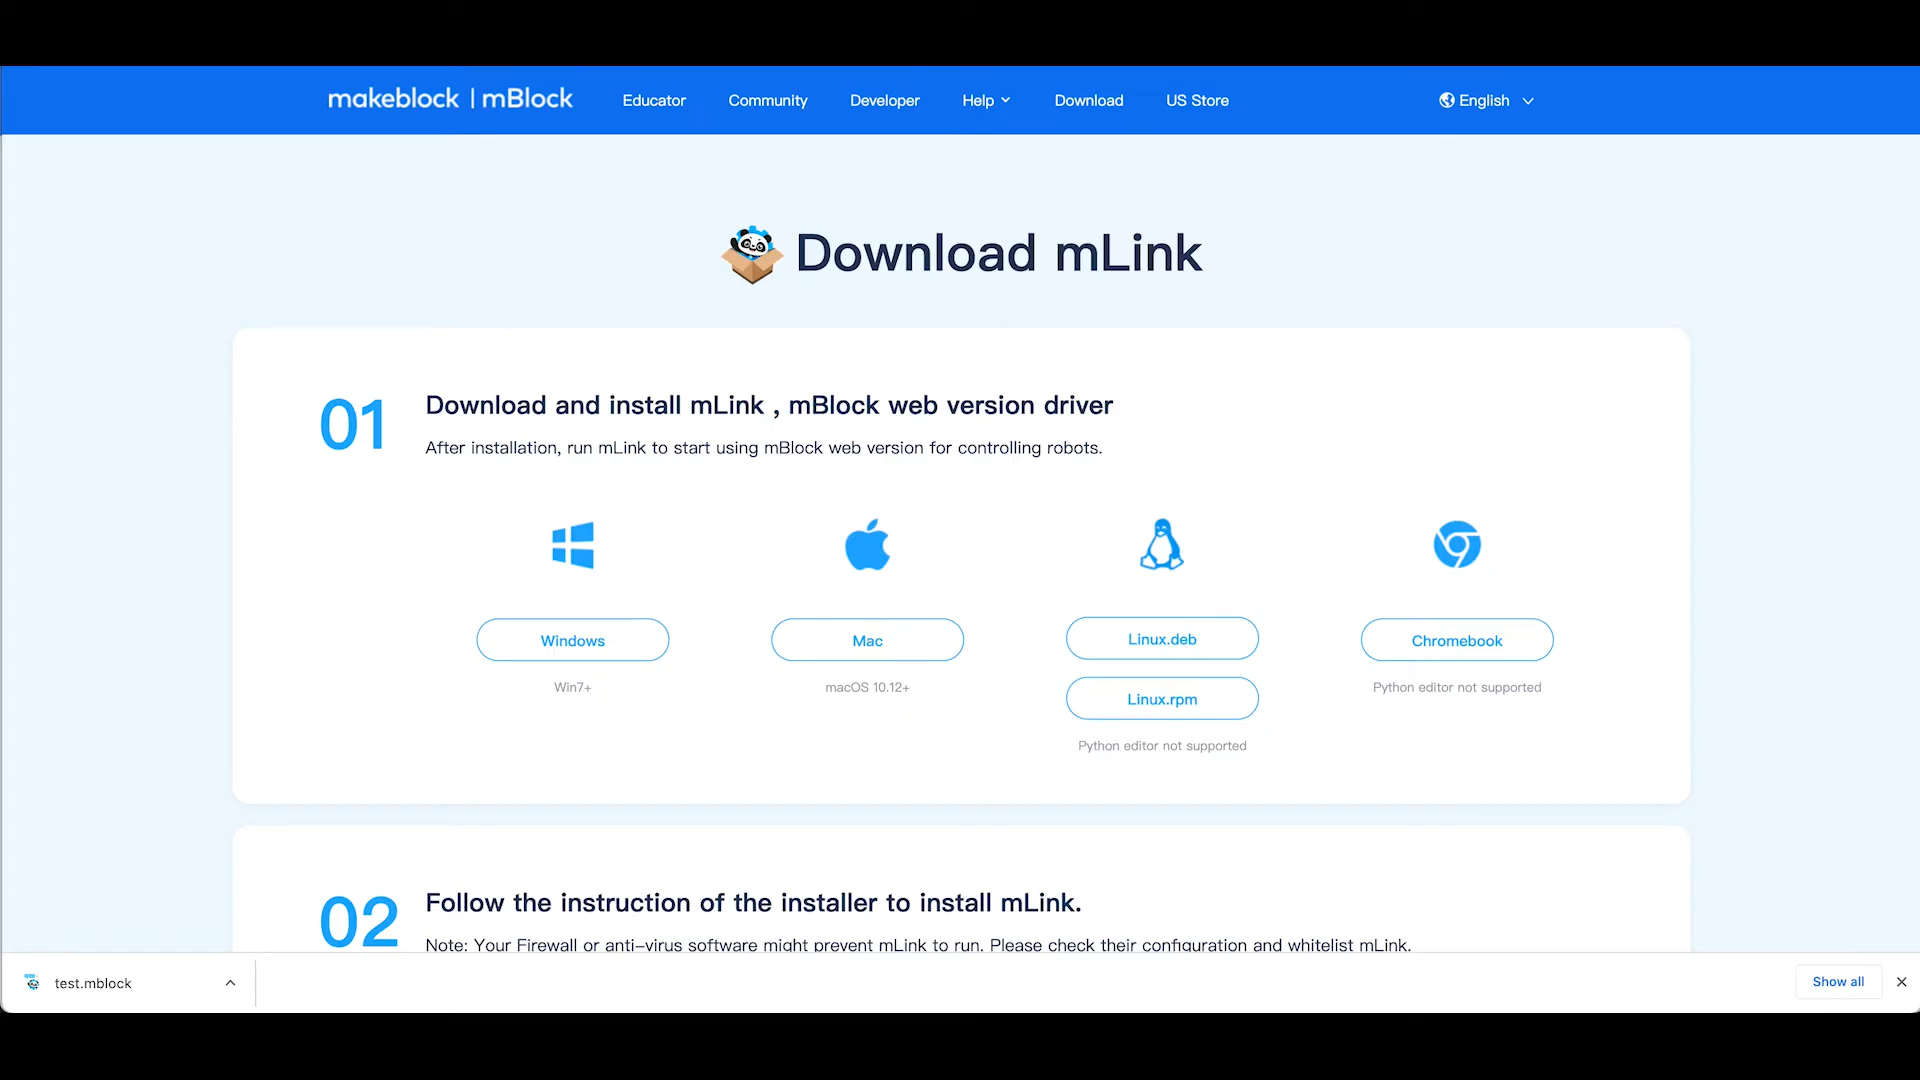 makeblock | mBlock Educator Community Developer Help Download US Store English
Download mLink
01 Download and install mLink , mBlock web version driver
After installation, run mLink to start using mBlock web version for controlling robots.
Windows Mac Linux.deb Chromebook
Win7+ macOS 10.12+ Python editor not supported
Linux.rpm
Python editor not supported
02 Follow the instruction of the installer to install mLink.
Note: Your Firewall or anti-virus software might prevent mLink to run. Please check their configuration and whitelist mLink.
test.mblock Show all